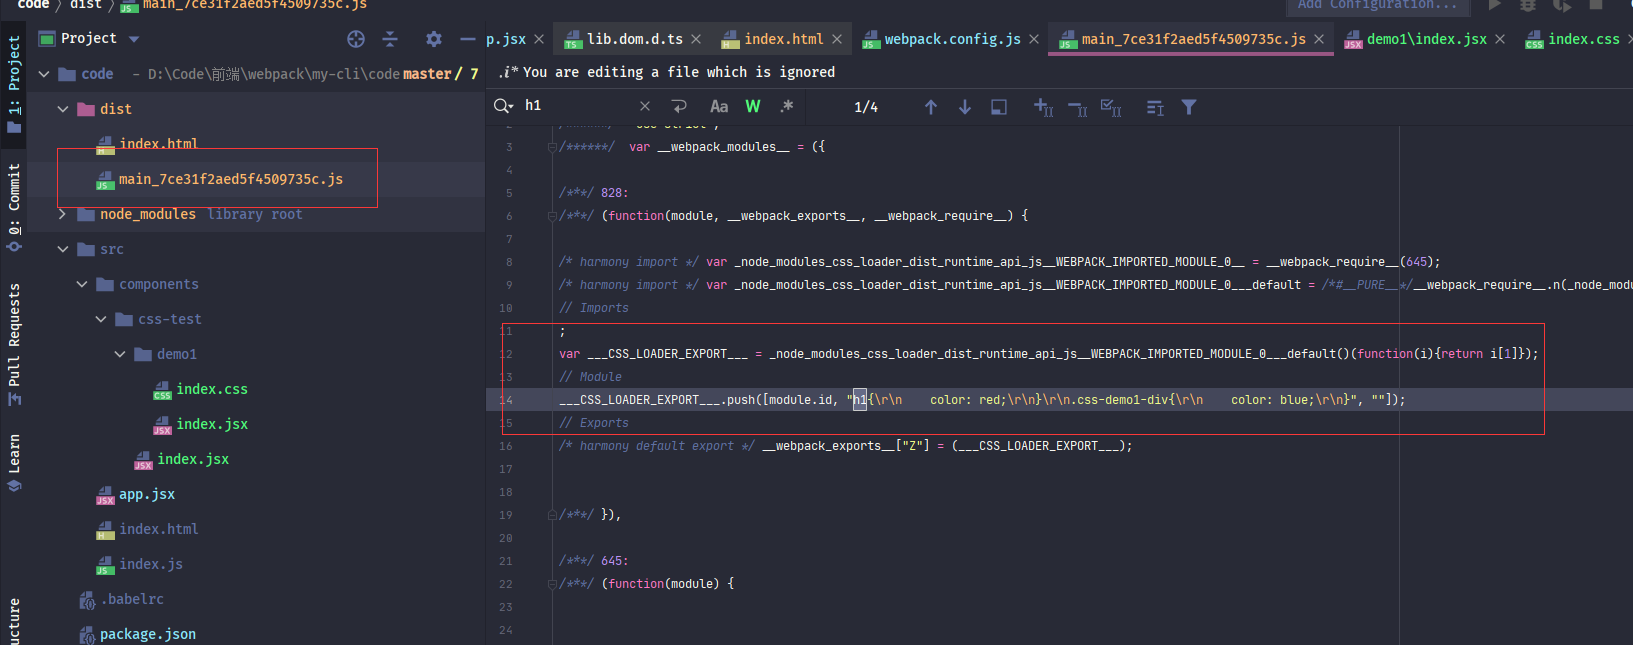 code 〉 dist 〉 main_7ce31f2aed5f4509735c.js
Add Configuration...
1: Project
0: Commit
Pull Requests
Learn
ucture
Project
code – D:\Code\前端\webpack\my-cli\code master / 7
dist
index.html
main_7ce31f2aed5f4509735c.js
node_modules library root
src
components
css-test
demo1
index.css
index.jsx
index.jsx
app.jsx
index.html
index.js
.babelrc
package.json
p.jsx lib.dom.d.ts index.html webpack.config.js main_7ce31f2aed5f4509735c.js demo1\index.jsx index.css
.i* You are editing a file which is ignored
h1 Aa W .* 1/4
3 /******/ var __webpack_modules__ = ({
4
5 /***/ 828:
6 /***/ (function(module, __webpack_exports__, __webpack_require__) {
7
8 /* harmony import */ var _node_modules_css_loader_dist_runtime_api_js__WEBPACK_IMPORTED_MODULE_0__ = __webpack_require__(645);
9 /* harmony import */ var _node_modules_css_loader_dist_runtime_api_js__WEBPACK_IMPORTED_MODULE_0___default = /*#__PURE__*/__webpack_require__.n(_node_modu
10 // Imports
11 ;
12 var ___CSS_LOADER_EXPORT___ = _node_modules_css_loader_dist_runtime_api_js__WEBPACK_IMPORTED_MODULE_0___default()(function(i){return i[1]});
13 // Module
14 ___CSS_LOADER_EXPORT___.push([module.id, "h1{\r\n    color: red;\r\n}\r\n.css-demo1-div{\r\n    color: blue;\r\n}", ""]);
15 // Exports
16 /* harmony default export */ __webpack_exports__["Z"] = (___CSS_LOADER_EXPORT___);
17
18
19 /***/ }),
20
21 /***/ 645:
22 /***/ (function(module) {
23
24